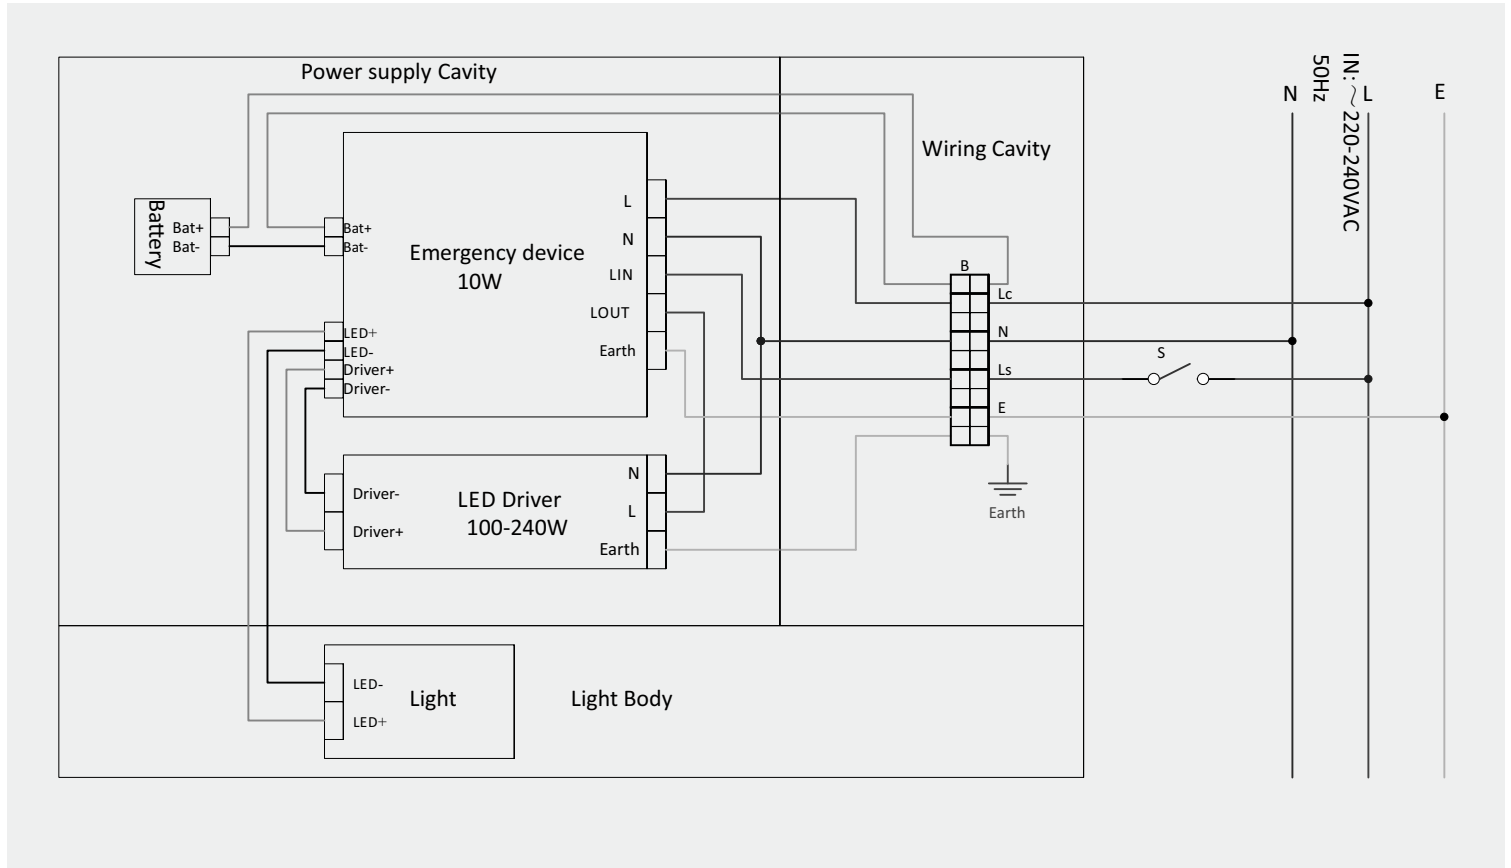 Power supply Cavity
Wiring Cavity
N
IN: ～220-240VAC
50Hz
L
E
Battery
Bat+
Bat-
Bat+
Bat-
Emergency device
10W
L
N
LIN
LOUT
Earth
LED+
LED-
Driver+
Driver-
B
Lc
N
Ls
E
S
Earth
Driver-
Driver+
LED Driver
100-240W
N
L
Earth
LED-
LED+
Light
Light Body